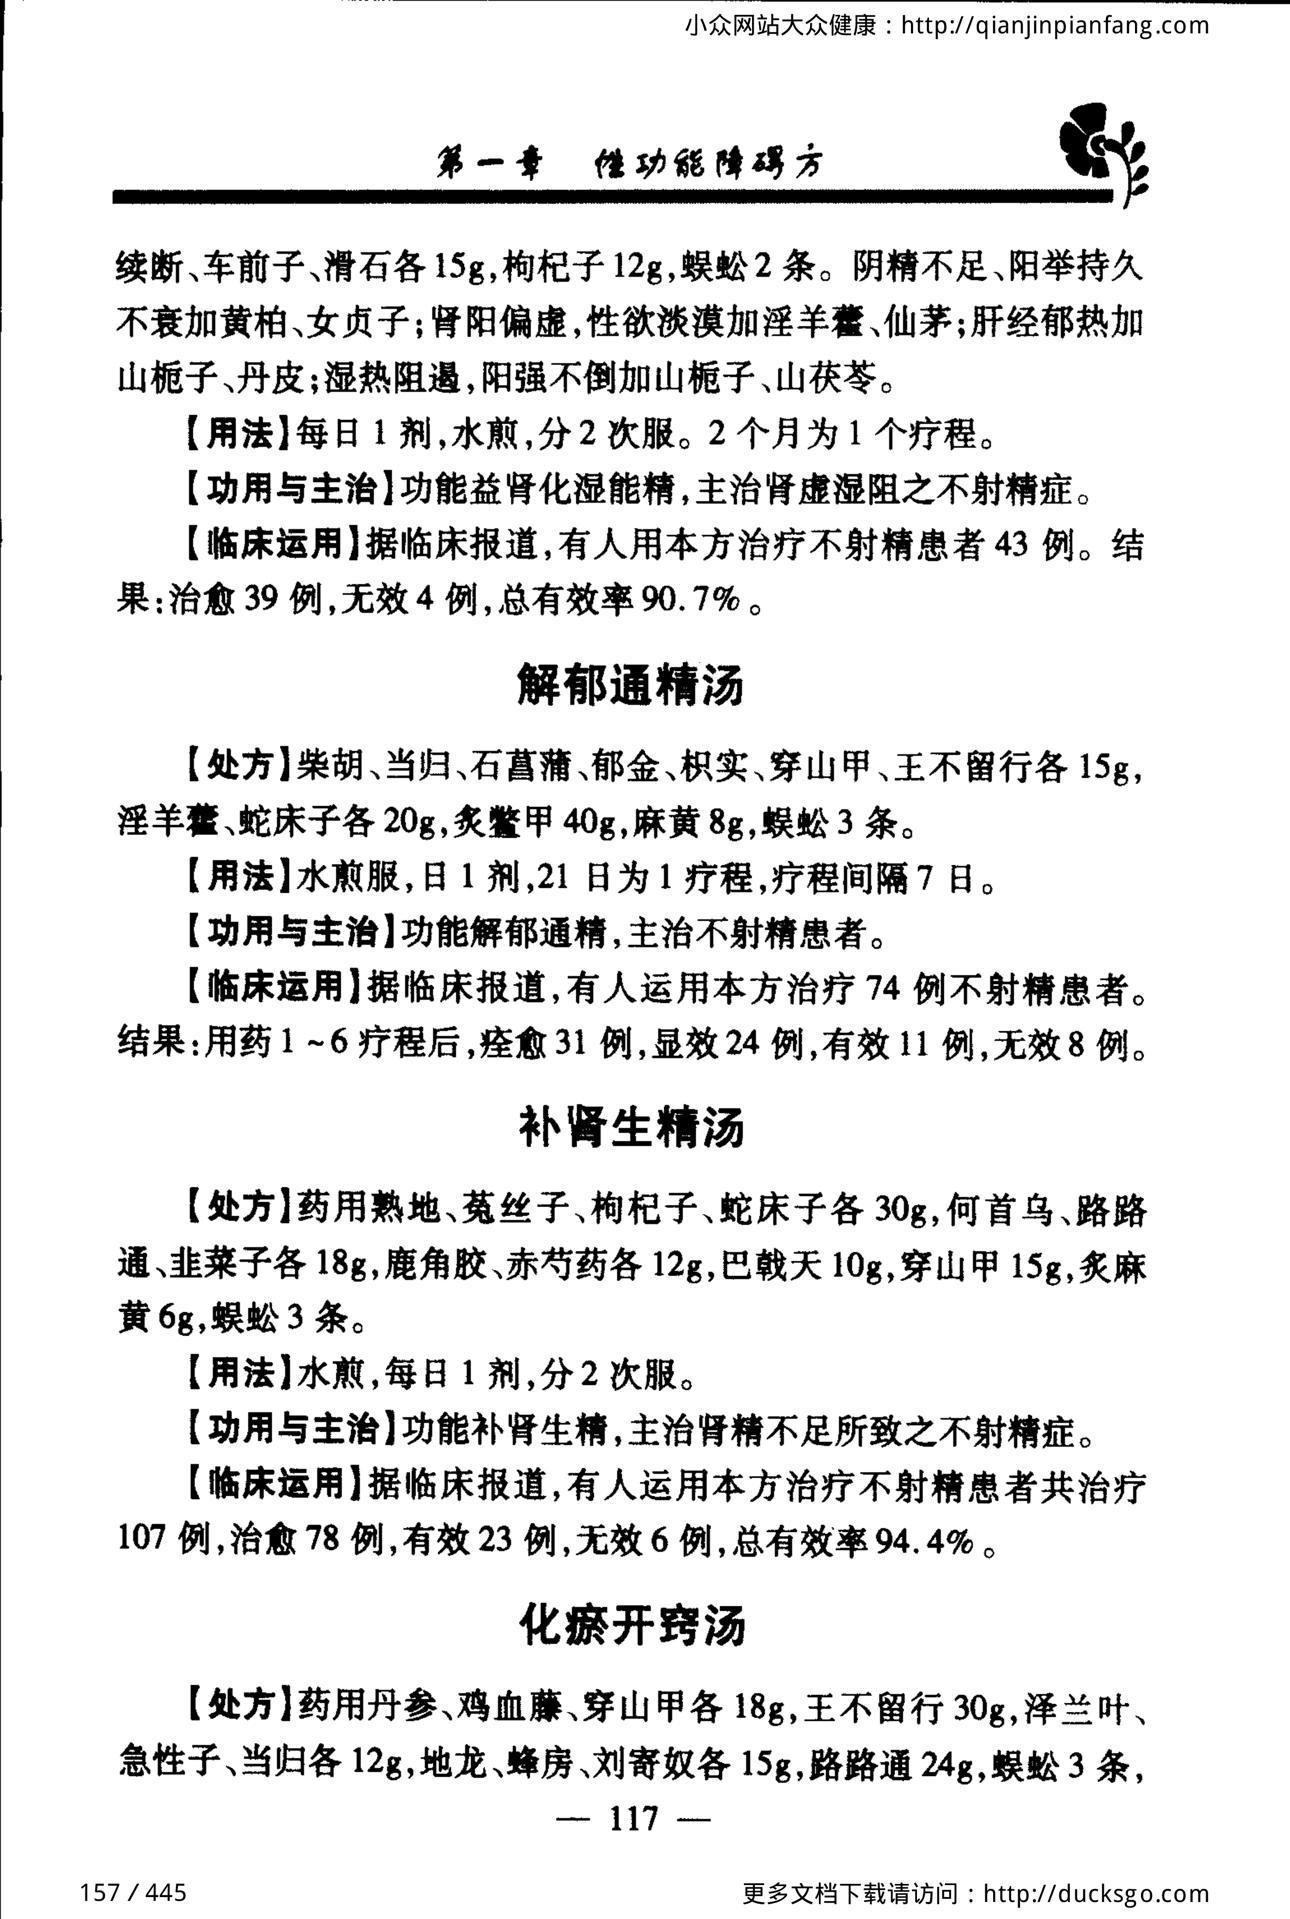 小众网站大众健康：http://qianjinpianfang.com
第一章 性功能障碍方
续断、车前子、滑石各15g,枸杞子12g,蜈蚣2条。阴精不足、阳举持久
不衰加黄柏、女贞子;肾阳偏虚,性欲淡漠加淫羊藿、仙茅;肝经郁热加
山栀子、丹皮;湿热阻遏,阳强不倒加山栀子、山茯苓。
【用法】每日1剂,水煎,分2次服。2个月为1个疗程。
【功用与主治】功能益肾化湿能精,主治肾虚湿阻之不射精症。
【临床运用】据临床报道,有人用本方治疗不射精患者43例。结
果:治愈39例,无效4例,总有效率90.7%。
解郁通精汤
【处方】柴胡、当归、石菖蒲、郁金、枳实、穿山甲、王不留行各15g,
淫羊藿、蛇床子各20g,炙鳖甲40g,麻黄8g,蜈蚣3条。
【用法】水煎服,日1剂,21日为1疗程,疗程间隔7日。
【功用与主治】功能解郁通精,主治不射精患者。
【临床运用】据临床报道,有人运用本方治疗74例不射精患者。
结果:用药1~6疗程后,痊愈31例,显效24例,有效11例,无效8例。
补肾生精汤
【处方】药用熟地、菟丝子、枸杞子、蛇床子各30g,何首乌、路路
通、韭菜子各18g,鹿角胶、赤芍药各12g,巴戟天10g,穿山甲15g,炙麻
黄6g,蜈蚣3条。
【用法】水煎,每日1剂,分2次服。
【功用与主治】功能补肾生精,主治肾精不足所致之不射精症。
【临床运用】据临床报道,有人运用本方治疗不射精患者共治疗
107例,治愈78例,有效23例,无效6例,总有效率94.4%。
化瘀开窍汤
【处方】药用丹参、鸡血藤、穿山甲各18g,王不留行30g,泽兰叶、
急性子、当归各12g,地龙、蜂房、刘寄奴各15g,路路通24g,蜈蚣3条,
— 117 —
157 / 445
更多文档下载请访问：http://ducksgo.com